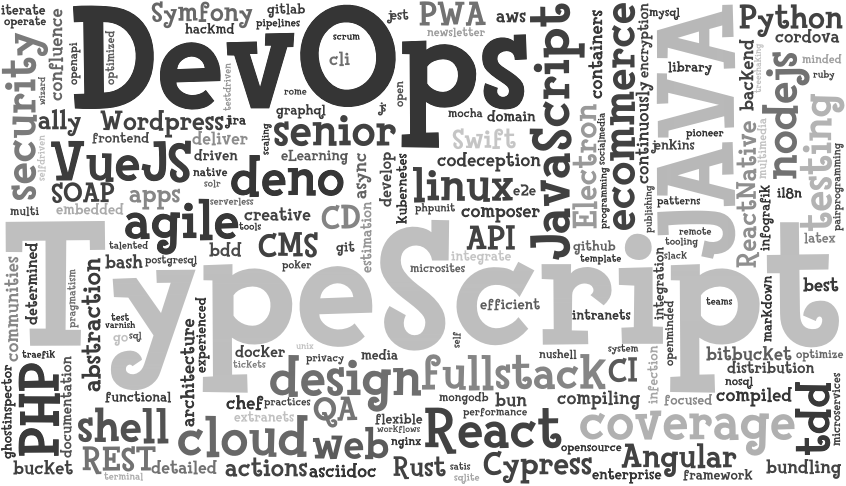 iterate
operate
confluence
openapi
optimized
DevOps
Symfony
hackmd
gitlab
pipelines
scrum
cli
jest
PWA
newsletter
aws
mysql
Python
cordova
minded
ruby
treeshaking
library
backend
encryption
containers
continuously
ecommerce
JavaScript
JAVA
nodejs
testing
pairprogramming
security
wizard
selfdriven
ally
Wordpress
jira
frontend
deliver
testdriven
rome
graphql
js
open
mocha
domain
senior
scaling
Swift
Electron
socialmedia
programming
jenkins
pioneer
multimedia
VueJS
driven
native
solr
eLearning
async
develop
kubernetes
codeception
SOAP
apps
serverless
deno
linux
e2e
phpunit
composer
patterns
publishing
ReactNative
infografik
i18n
multi
embedded
agile
tools
creative
CD
estimation
API
github
template
remote
tooling
slack
latex
talented
bdd
CMS
git
integrate
bash
postgresql
poker
microsites
TypeScript
determined
communities
pragmatism
abstraction
test
varnish
go
sql
efficient
intranets
integration
openminded
teams
markdown
best
traefik
experienced
architecture
unix
docker
tickets
privacy
media
self
nushell
system
bitbucket
optimize
distribution
nosql
ghostinspector
PHP
documentation
functional
chef
practices
design
fullstack
CI
infection
focused
compiled
microservices
extranets
QA
mongodb
bun
performance
compiling
flexible
workflows
shell
cloud
web
nginx
React
coverage
tdd
opensource
bucket
REST
terminal
detailed
actions
asciidoc
Rust
satis
sqlite
Cypress
enterprise
Angular
framework
bundling